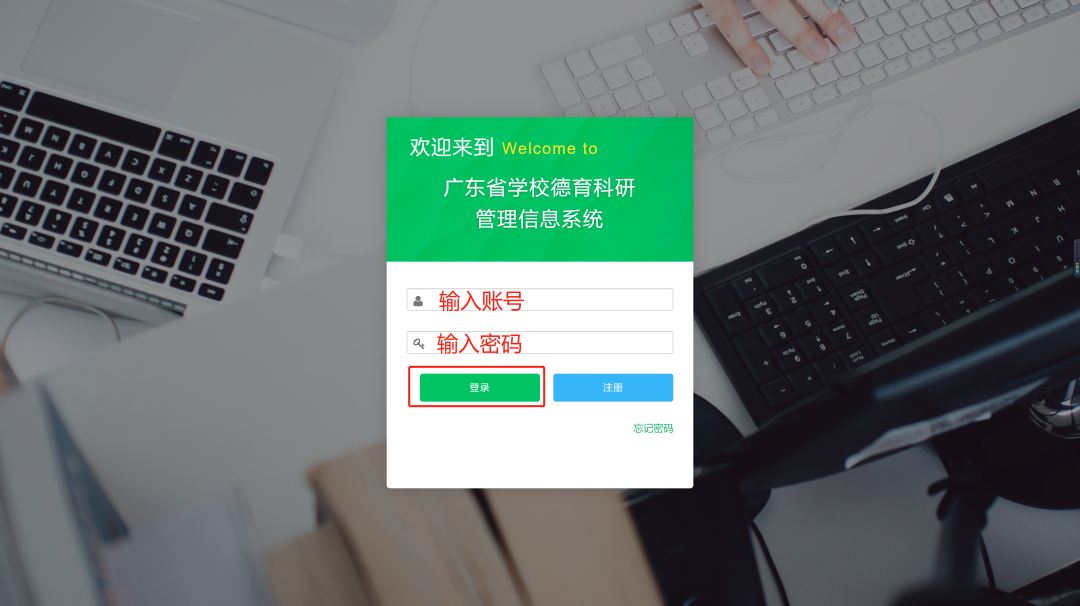 欢迎来到 Welcome to
广东省学校德育科研
管理信息系统
输入账号
输入密码
登录 注册
忘记密码